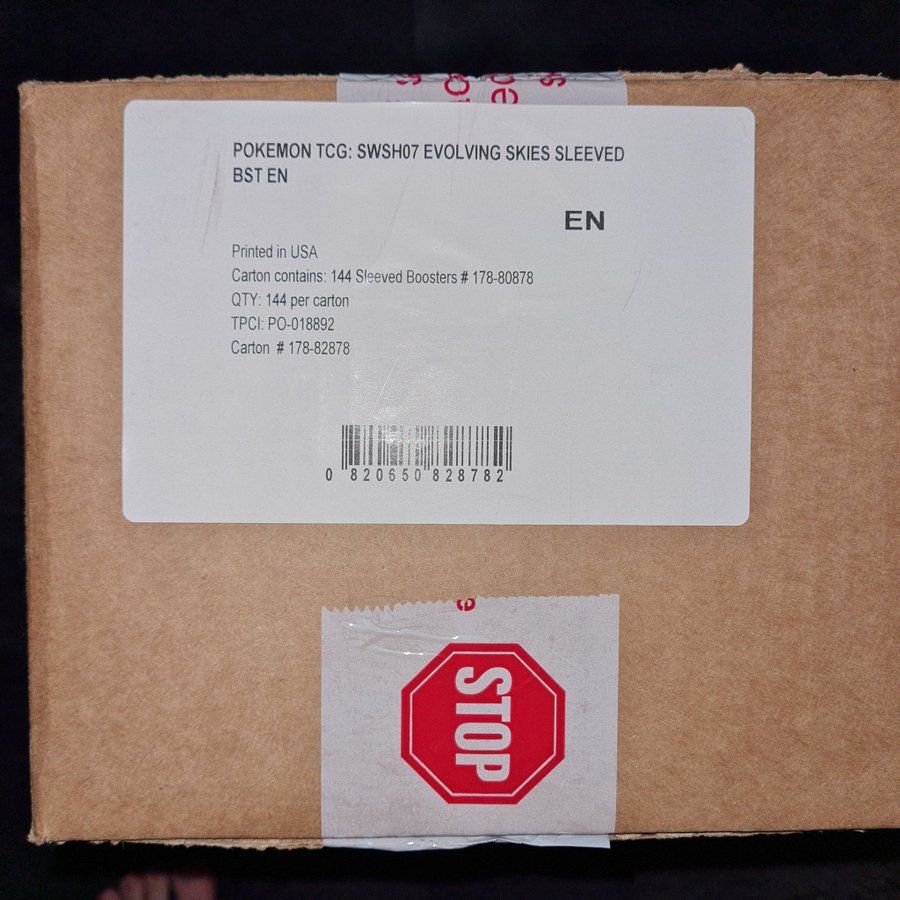 POKEMON TCG: SWSH07 EVOLVING SKIES SLEEVED
BST EN
EN
Printed in USA
Carton contains: 144 Sleeved Boosters # 178-80878
QTY: 144 per carton
TPCI: PO-018892
Carton # 178-82878
0 820650 828782
STOP